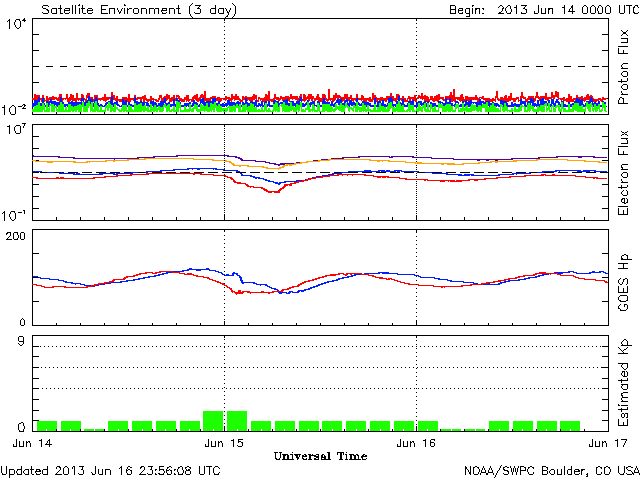 Satellite Environment (3 day) Begin: 2013 Jun 14 0000 UTC
10⁴
10⁻²
Proton Flux
10⁷
10⁻¹
Electron Flux
200
0
GOES Hp
9
0
Estimated Kp
Jun 14 Jun 15 Jun 16 Jun 17
Universal Time
Updated 2013 Jun 16 23:56:08 UTC NOAA/SWPC Boulder, CO USA